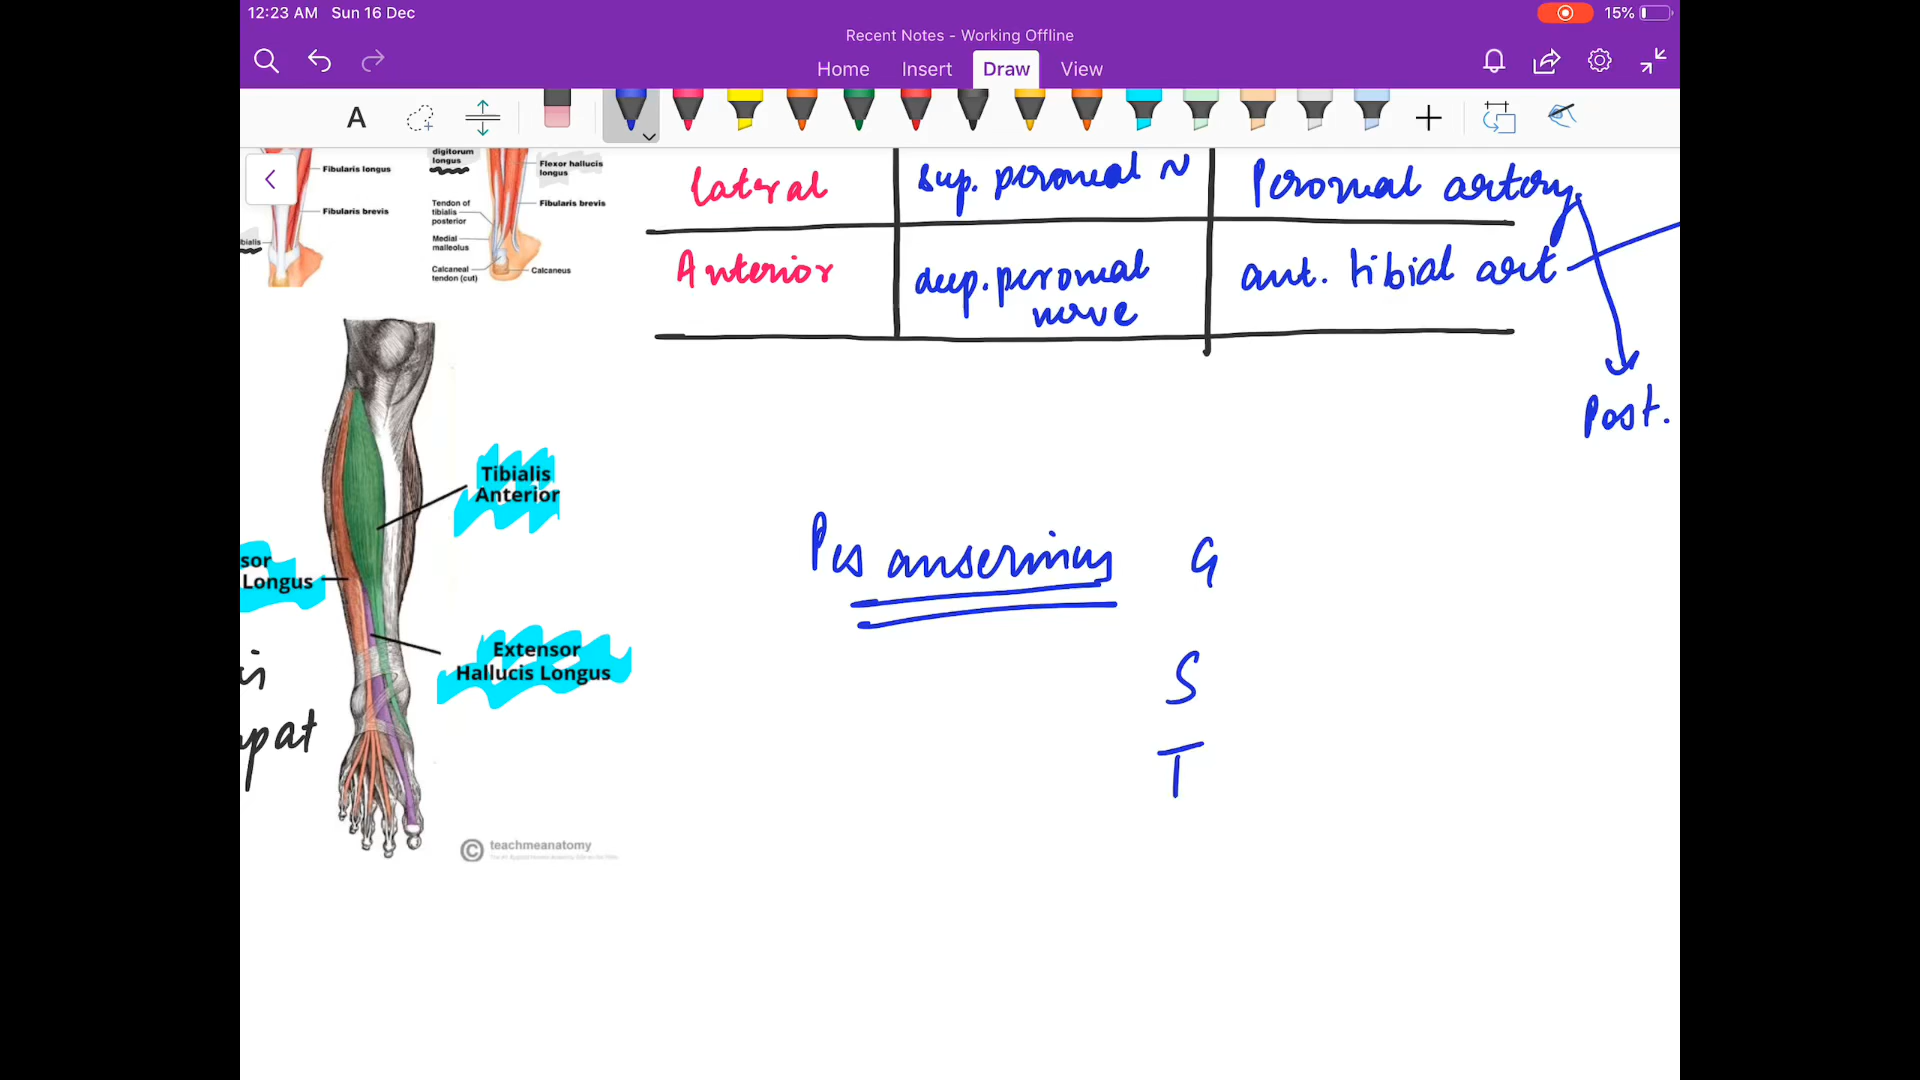 12:23 AM Sun 16 Dec
15%
Recent Notes - Working Offline
Home Insert Draw View
A
digitorum
longus
Fibularis longus
Flexor hallucis
longus
Fibularis brevis
Tendon of
tibialis
posterior
Fibularis brevis
Medial
malleolus
Calcaneal
tendon (cut)
Calcaneus
lateral sup. peroneal N Peroneal artery
Anterior deep. peroneal nerve ant. tibial art
Post.
Tibialis
Anterior
Longus
Extensor
Hallucis Longus
Pes anserinus G
S
T
© teachmeanatomy